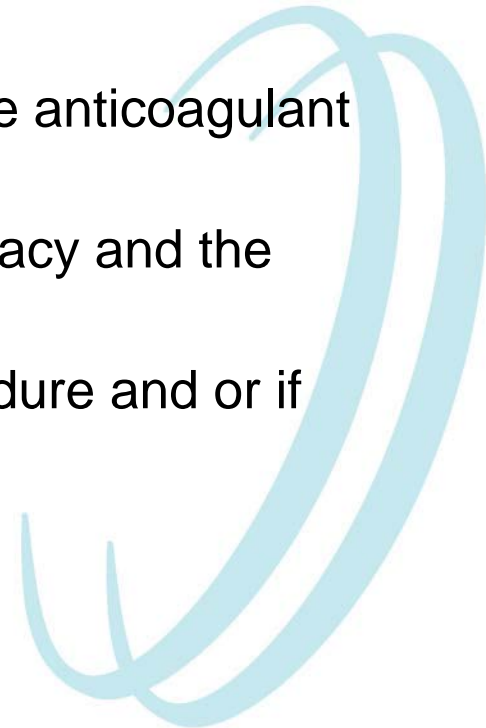 e anticoagulant
acy and the
dure and or if